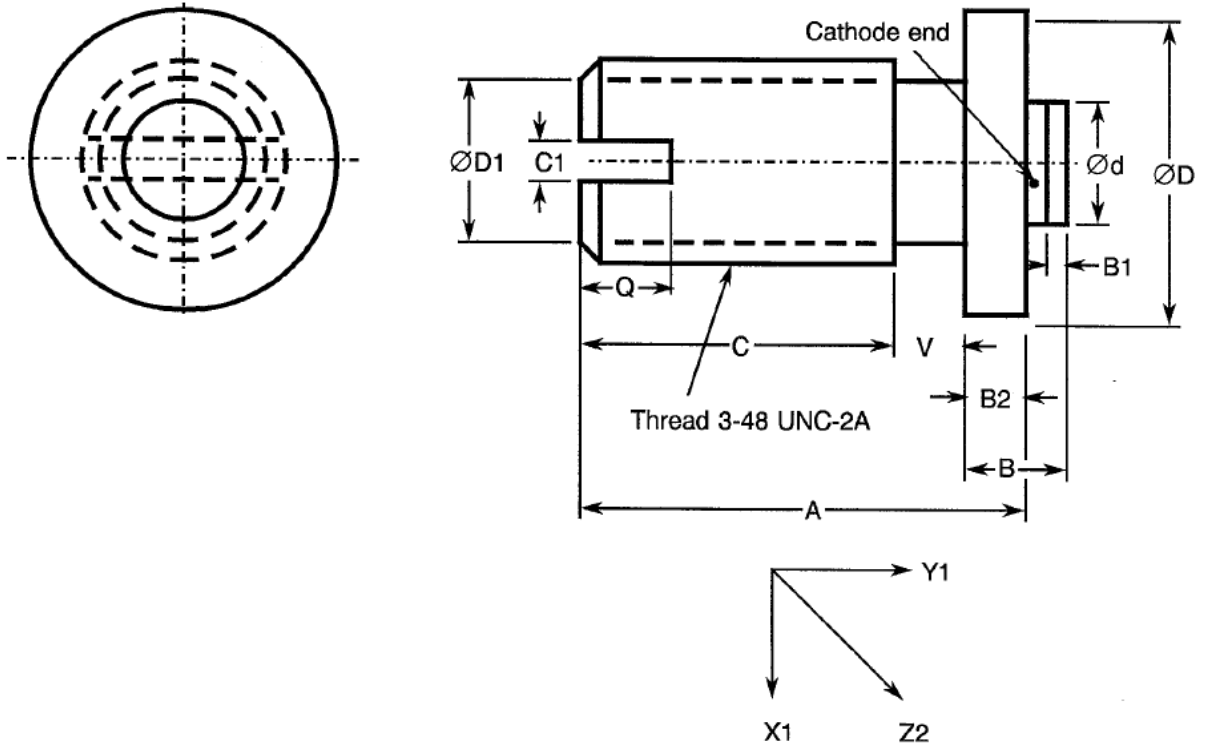 Cathode end
ØD1
C1
Ød
ØD
B1
Q
C
V
B2
Thread 3-48 UNC-2A
B
A
Y1
X1
Z2